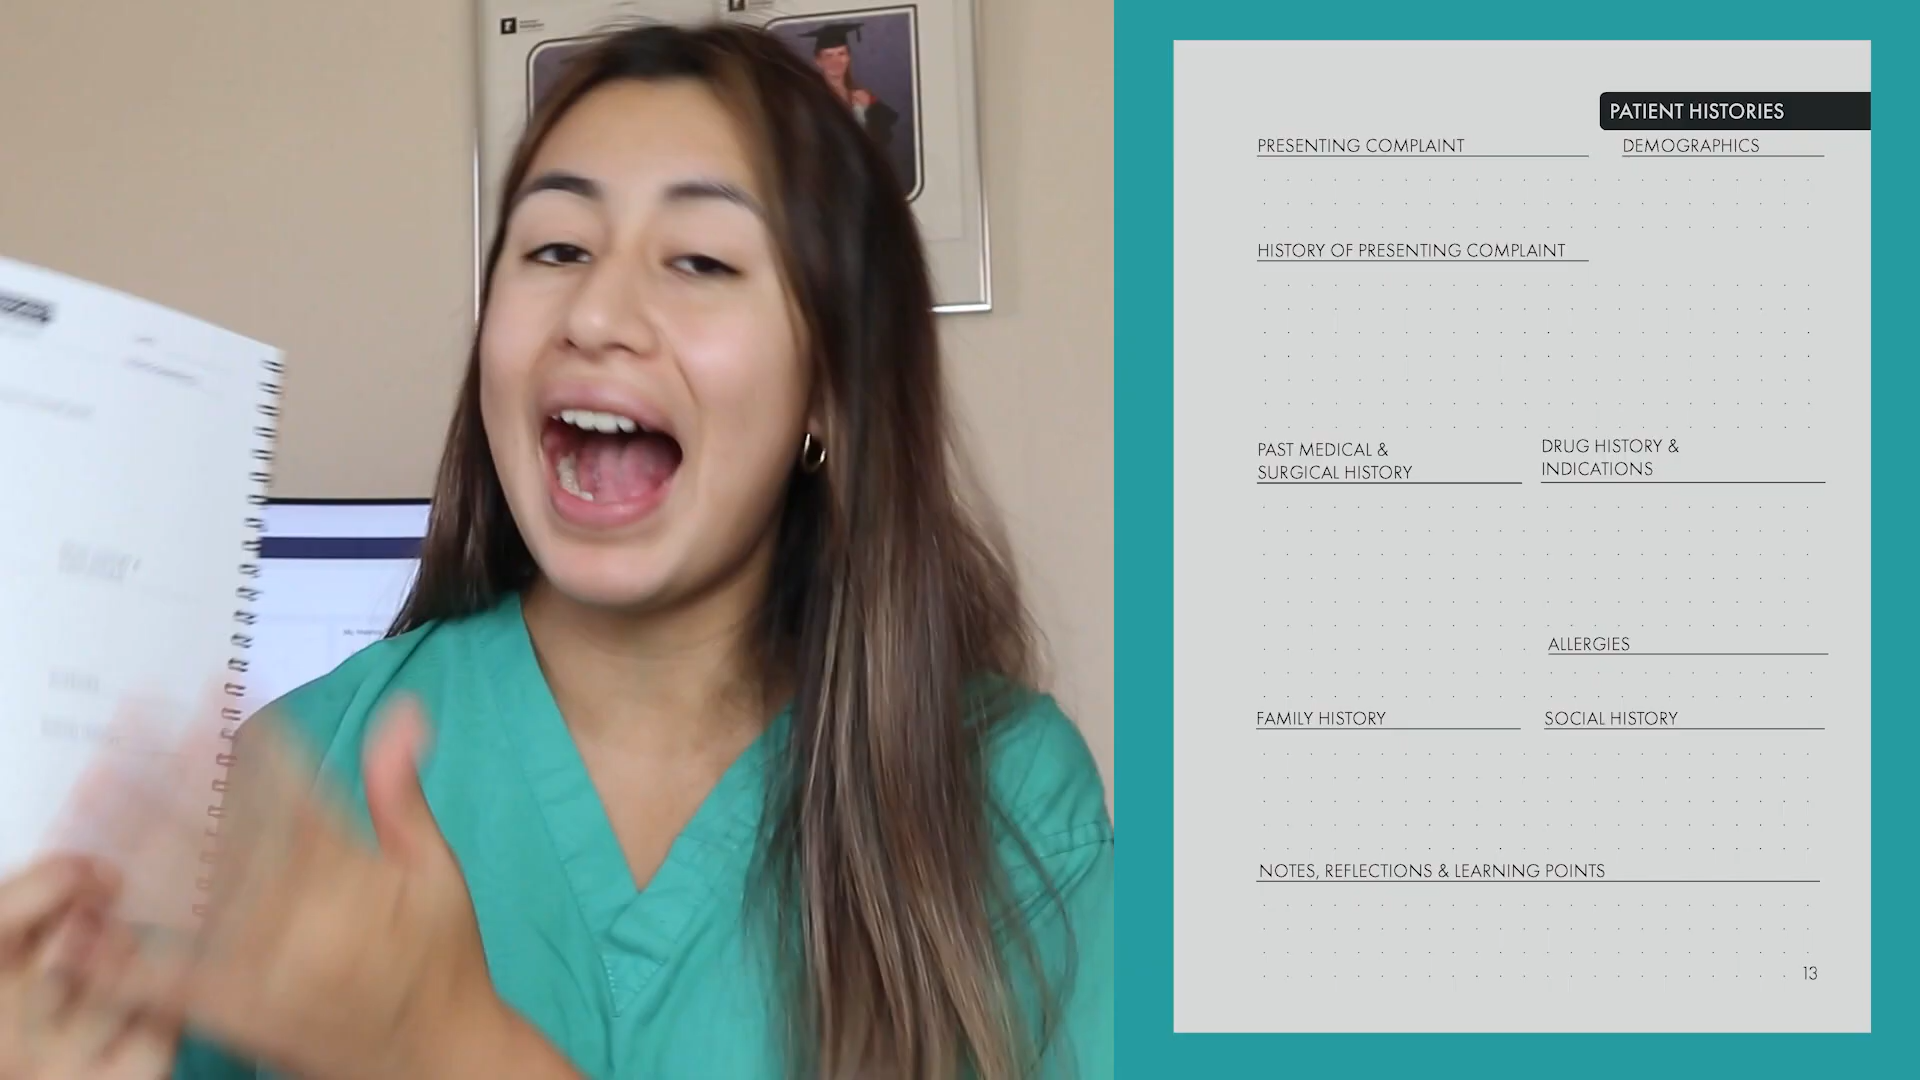 PATIENT HISTORIES
PRESENTING COMPLAINT
DEMOGRAPHICS
HISTORY OF PRESENTING COMPLAINT
PAST MEDICAL &
SURGICAL HISTORY
DRUG HISTORY &
INDICATIONS
ALLERGIES
FAMILY HISTORY
SOCIAL HISTORY
NOTES, REFLECTIONS & LEARNING POINTS
13